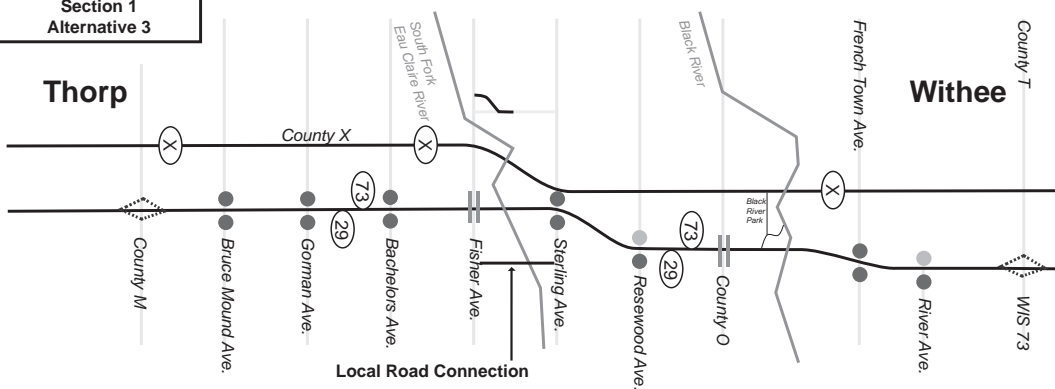 Section 1
Alternative 3
Thorp
Withee
South Fork
Eau Claire River
Black River
French Town Ave.
County T
X
County X
X
X
73
29
73
29
Black
River
Park
County M
Bruce Mound Ave.
Gorman Ave.
Bachelors Ave.
Fisher Ave.
Sterling Ave.
Resewood Ave.
County O
River Ave.
WIS 73
Local Road Connection